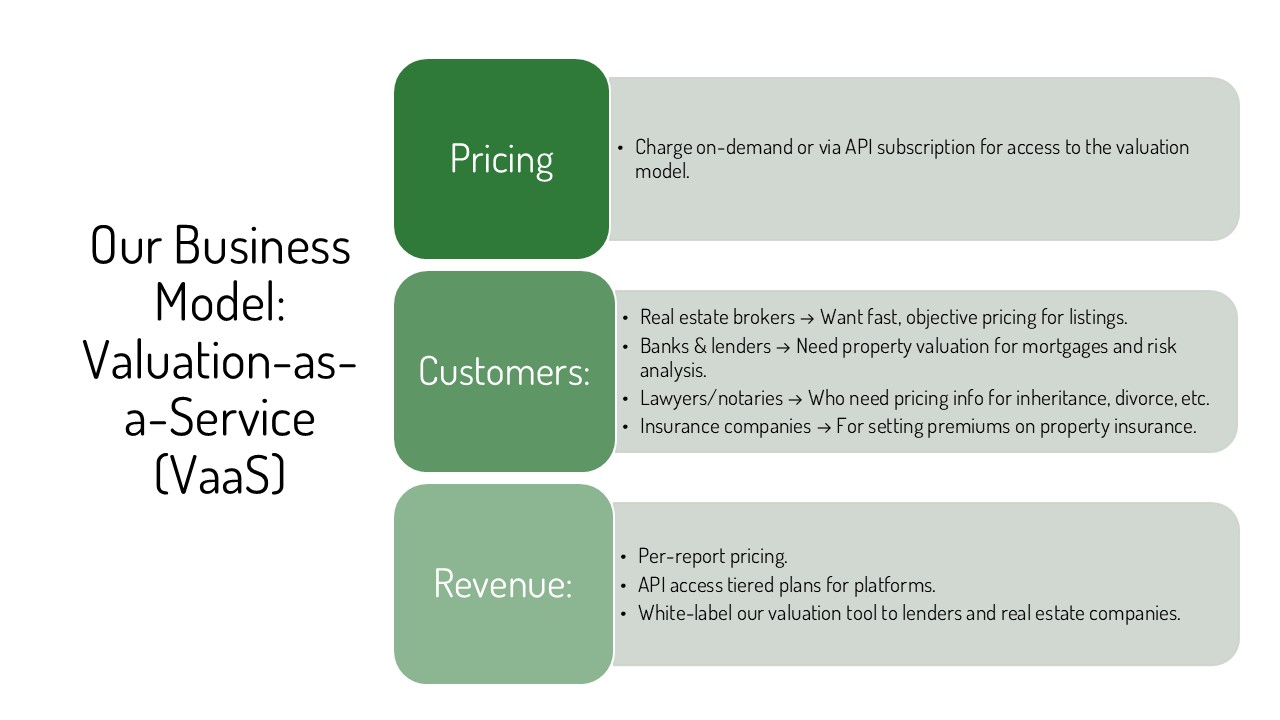 Our Business
Model:
Valuation-as-
a-Service
(VaaS)
Pricing
• Charge on-demand or via API subscription for access to the valuation
model.
Customers:
• Real estate brokers → Want fast, objective pricing for listings.
• Banks & lenders → Need property valuation for mortgages and risk
analysis.
• Lawyers/notaries → Who need pricing info for inheritance, divorce, etc.
• Insurance companies → For setting premiums on property insurance.
Revenue:
• Per-report pricing.
• API access tiered plans for platforms.
• White-label our valuation tool to lenders and real estate companies.